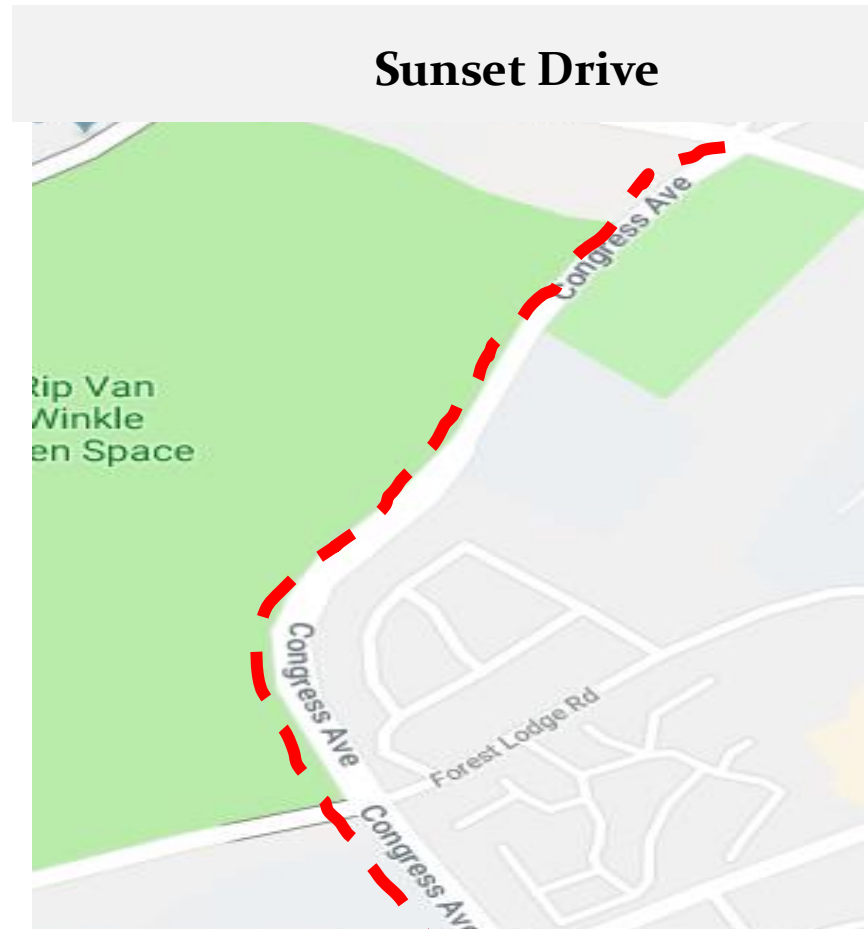 Sunset Drive
Congress Ave
Rip Van
Winkle
en Space
Congress Ave
Forest Lodge Rd
Congress Ave